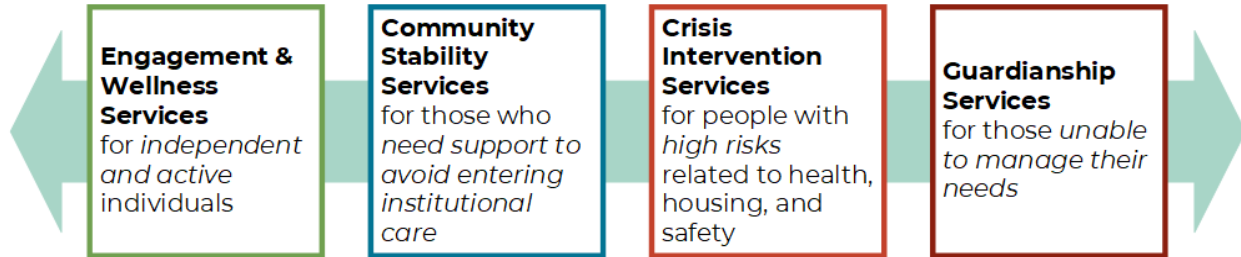 Engagement &
Wellness
Services
for independent
and active
individuals
Community
Stability
Services
for those who
need support to
avoid entering
institutional
care
Crisis
Intervention
Services
for people with
high risks
related to health,
housing, and
safety
Guardianship
Services
for those unable
to manage their
needs